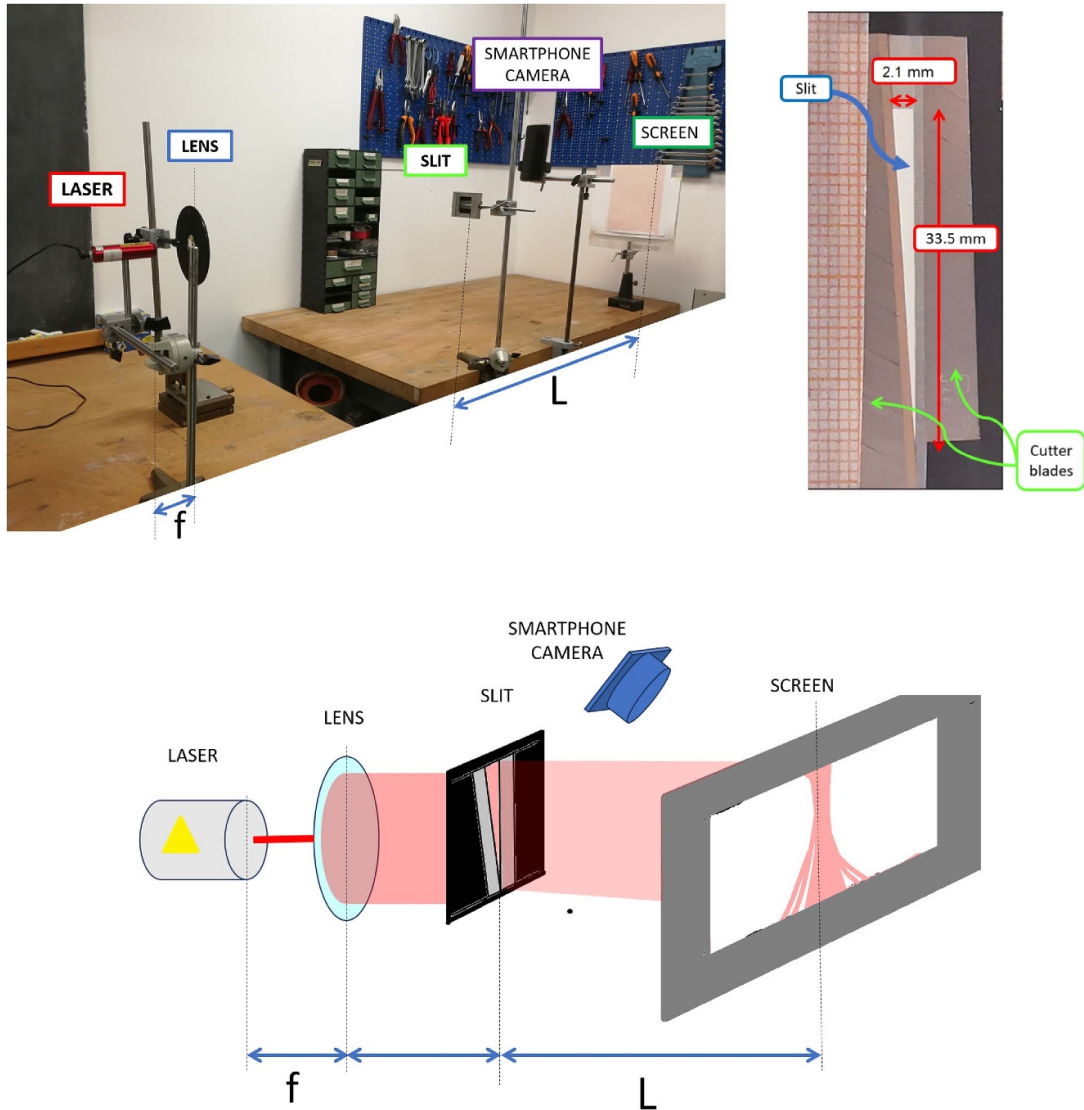 SMARTPHONE
CAMERA
LENS
SCREEN
SLIT
LASER
L
f
2.1 mm
Slit
33.5 mm
Cutter
blades
SMARTPHONE
CAMERA
SLIT
SCREEN
LENS
LASER
f
L